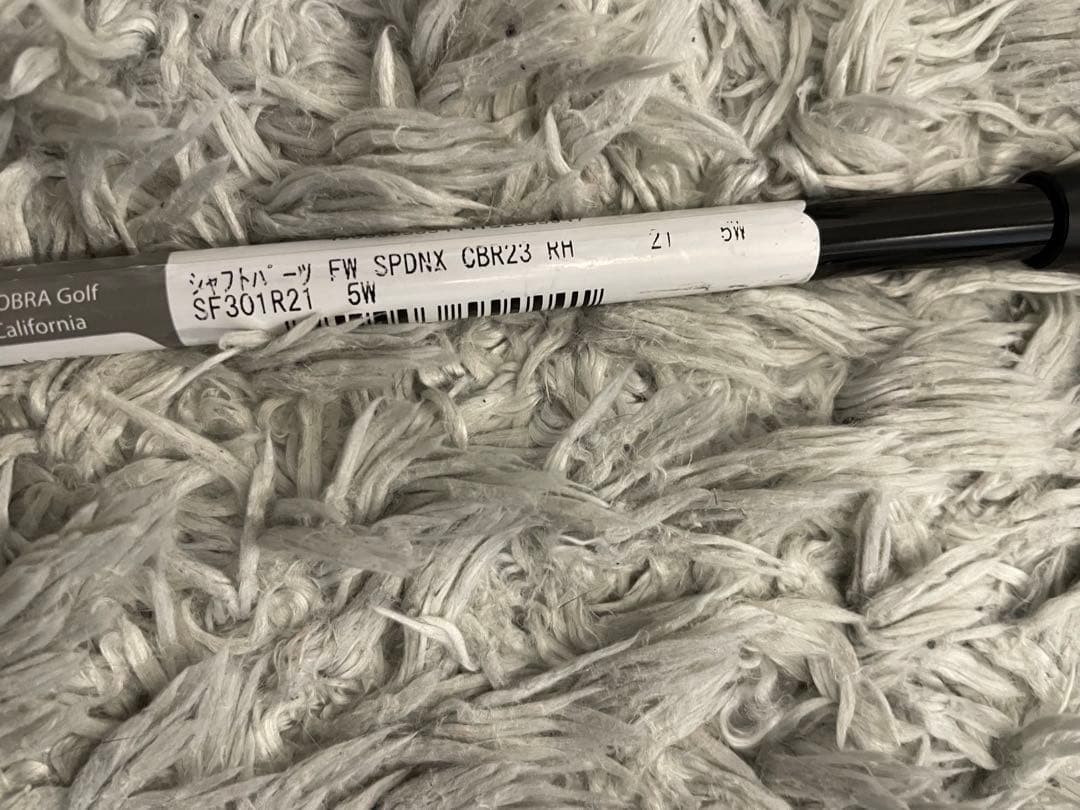 OBRA Golf
California
シャフトパーツ FW SPDNX CBR23 RH 21 5W
SF301R21 5W